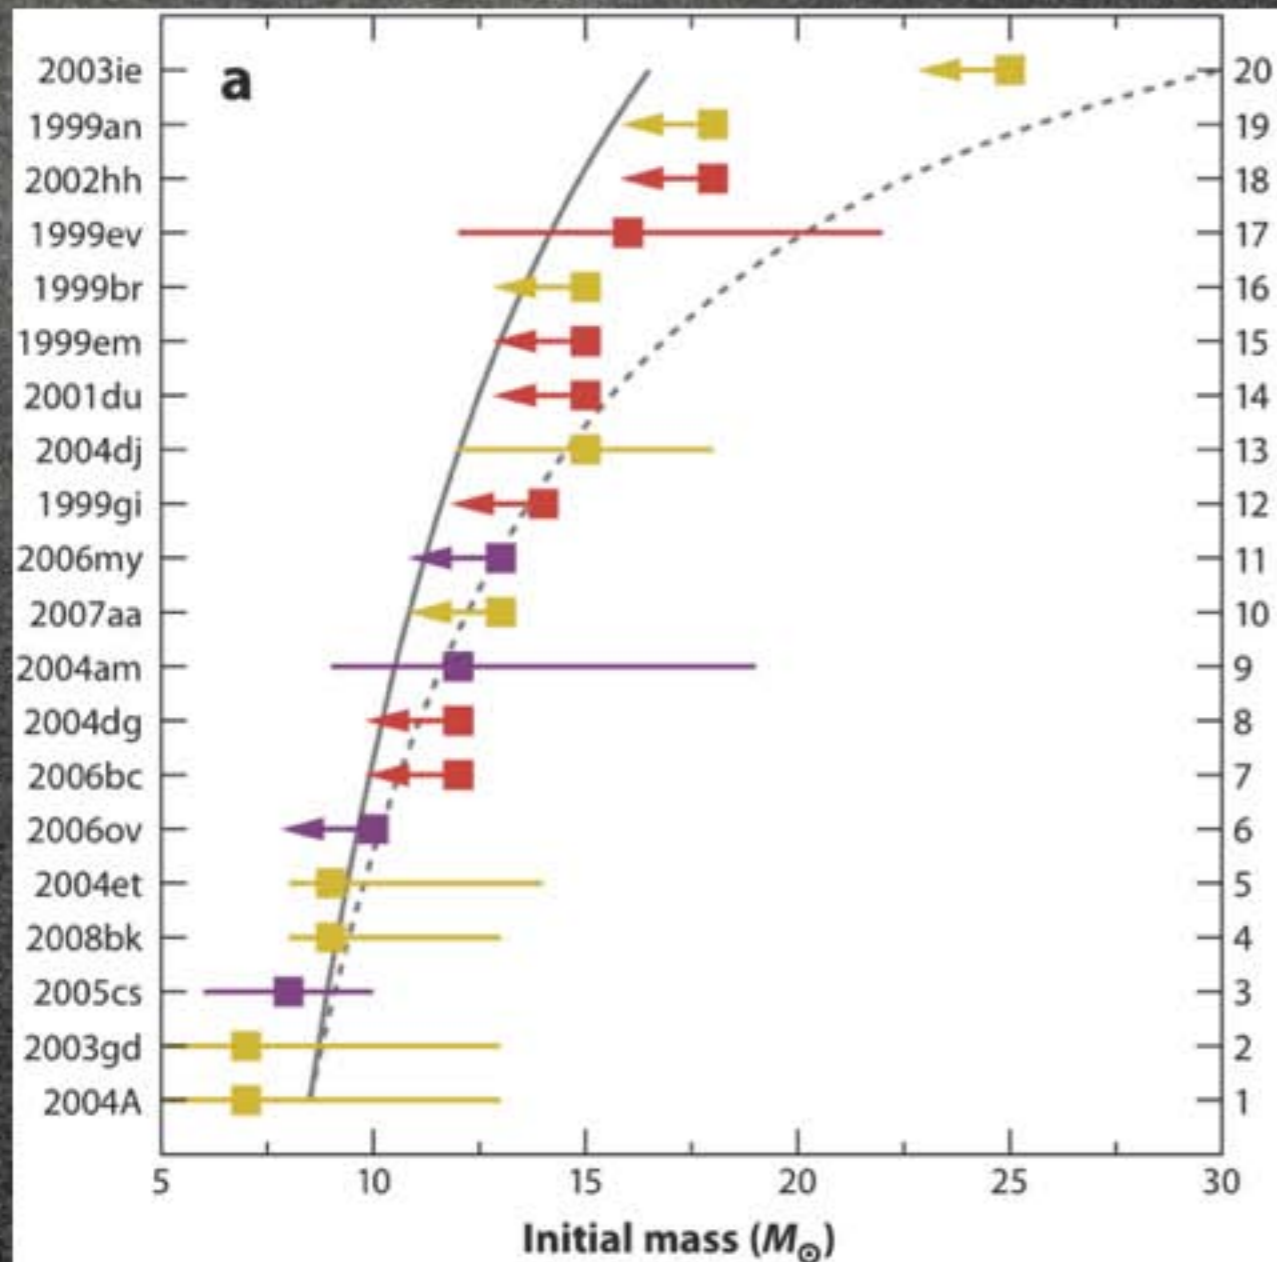 a
2003ie 20
1999an 19
2002hh 18
1999ev 17
1999br 16
1999em 15
2001du 14
2004dj 13
1999gi 12
2006my 11
2007aa 10
2004am 9
2004dg 8
2006bc 7
2006ov 6
2004et 5
2008bk 4
2005cs 3
2003gd 2
2004A 1
5 10 15 20 25 30
Initial mass (M⊙)